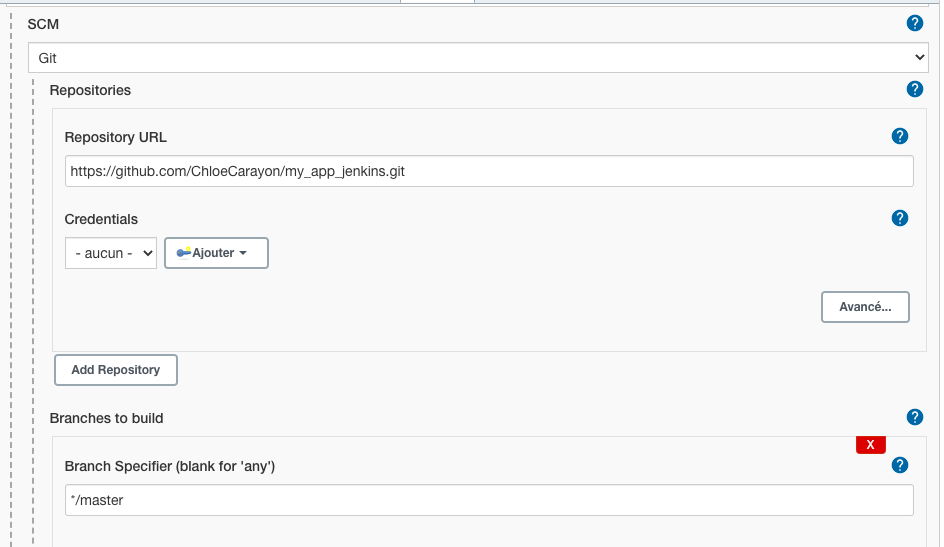 SCM
?
Git
Repositories
?
Repository URL
?
https://github.com/ChloeCarayon/my_app_jenkins.git
Credentials
?
- aucun -
Ajouter
Avancé...
Add Repository
Branches to build
?
X
Branch Specifier (blank for 'any')
?
*/master